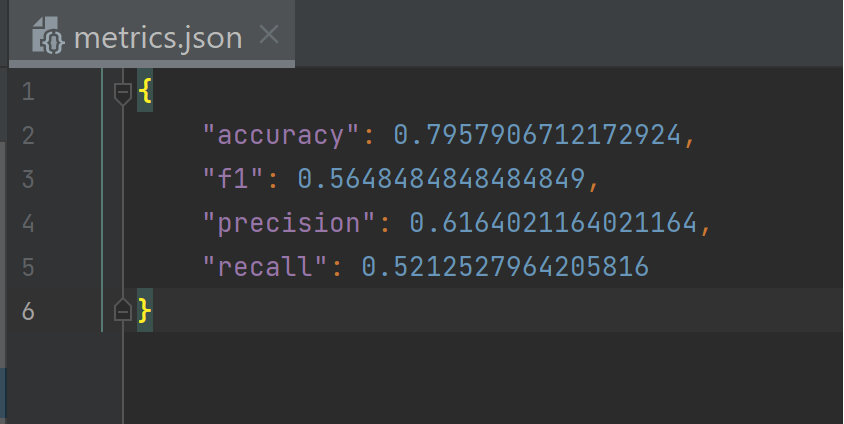 metrics.json
1 {
2 "accuracy": 0.7957906712172924,
3 "f1": 0.5648484848484849,
4 "precision": 0.6164021164021164,
5 "recall": 0.5212527964205816
6 }